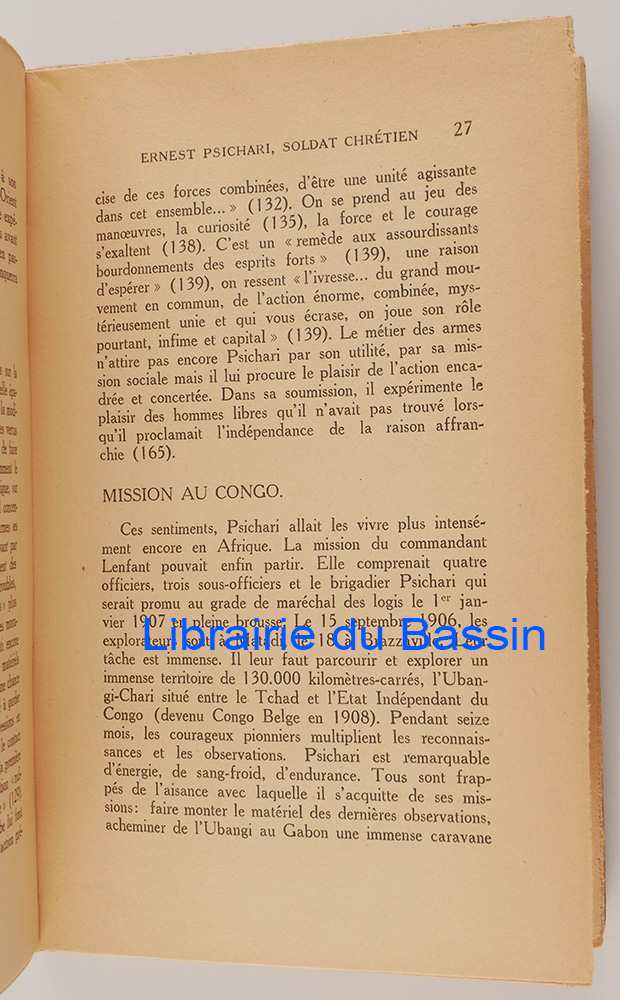 ERNEST PSICHARI, SOLDAT CHRÉTIEN 27
cise de ces forces combinées, d'être une unité agissante
dans cet ensemble... » (132). On se prend au jeu des
manœuvres, la curiosité (135), la force et le courage
s'exaltent (138). C'est un « remède aux assourdissants
bourdonnements des esprits forts » (139), une raison
d'espérer » (139), on ressent « l'ivresse... du grand mou-
vement en commun, de l'action énorme, combinée, mys-
térieusement unie et qui vous écrase, on joue son rôle
pourtant, infime et capital » (139). Le métier des armes
n'attire pas encore Psichari par son utilité, par sa mis-
sion sociale mais il lui procure le plaisir de l'action enca-
drée et concertée. Dans sa soumission, il expérimente le
plaisir des hommes libres qu'il n'avait pas trouvé lors-
qu'il proclamait l'indépendance de la raison affran-
chie (165).
MISSION AU CONGO.
Ces sentiments, Psichari allait les vivre plus intensé-
ment encore en Afrique. La mission du commandant
Lenfant pouvait enfin partir. Elle comprenait quatre
officiers, trois sous-officiers et le brigadier Psichari qui
serait promu au grade de maréchal des logis le 1er jan-
vier 1907 en pleine brousse. Le 15 septembre 1906, les
explorateurs sont à Matadi, le 18 à Brazzaville. Leur
tâche est immense. Il leur faut parcourir et explorer un
immense territoire de 130.000 kilomètres-carrés, l'Uban-
gi-Chari situé entre le Tchad et l'Etat Indépendant du
Congo (devenu Congo Belge en 1908). Pendant seize
mois, les courageux pionniers multiplient les reconnais-
sances et les observations. Psichari est remarquable
d'énergie, de sang-froid, d'endurance. Tous sont frap-
pés de l'aisance avec laquelle il s'acquitte de ses mis-
sions : faire monter le matériel des dernières observations,
acheminer de l'Ubangi au Gabon une immense caravane
Librairie du Bassin